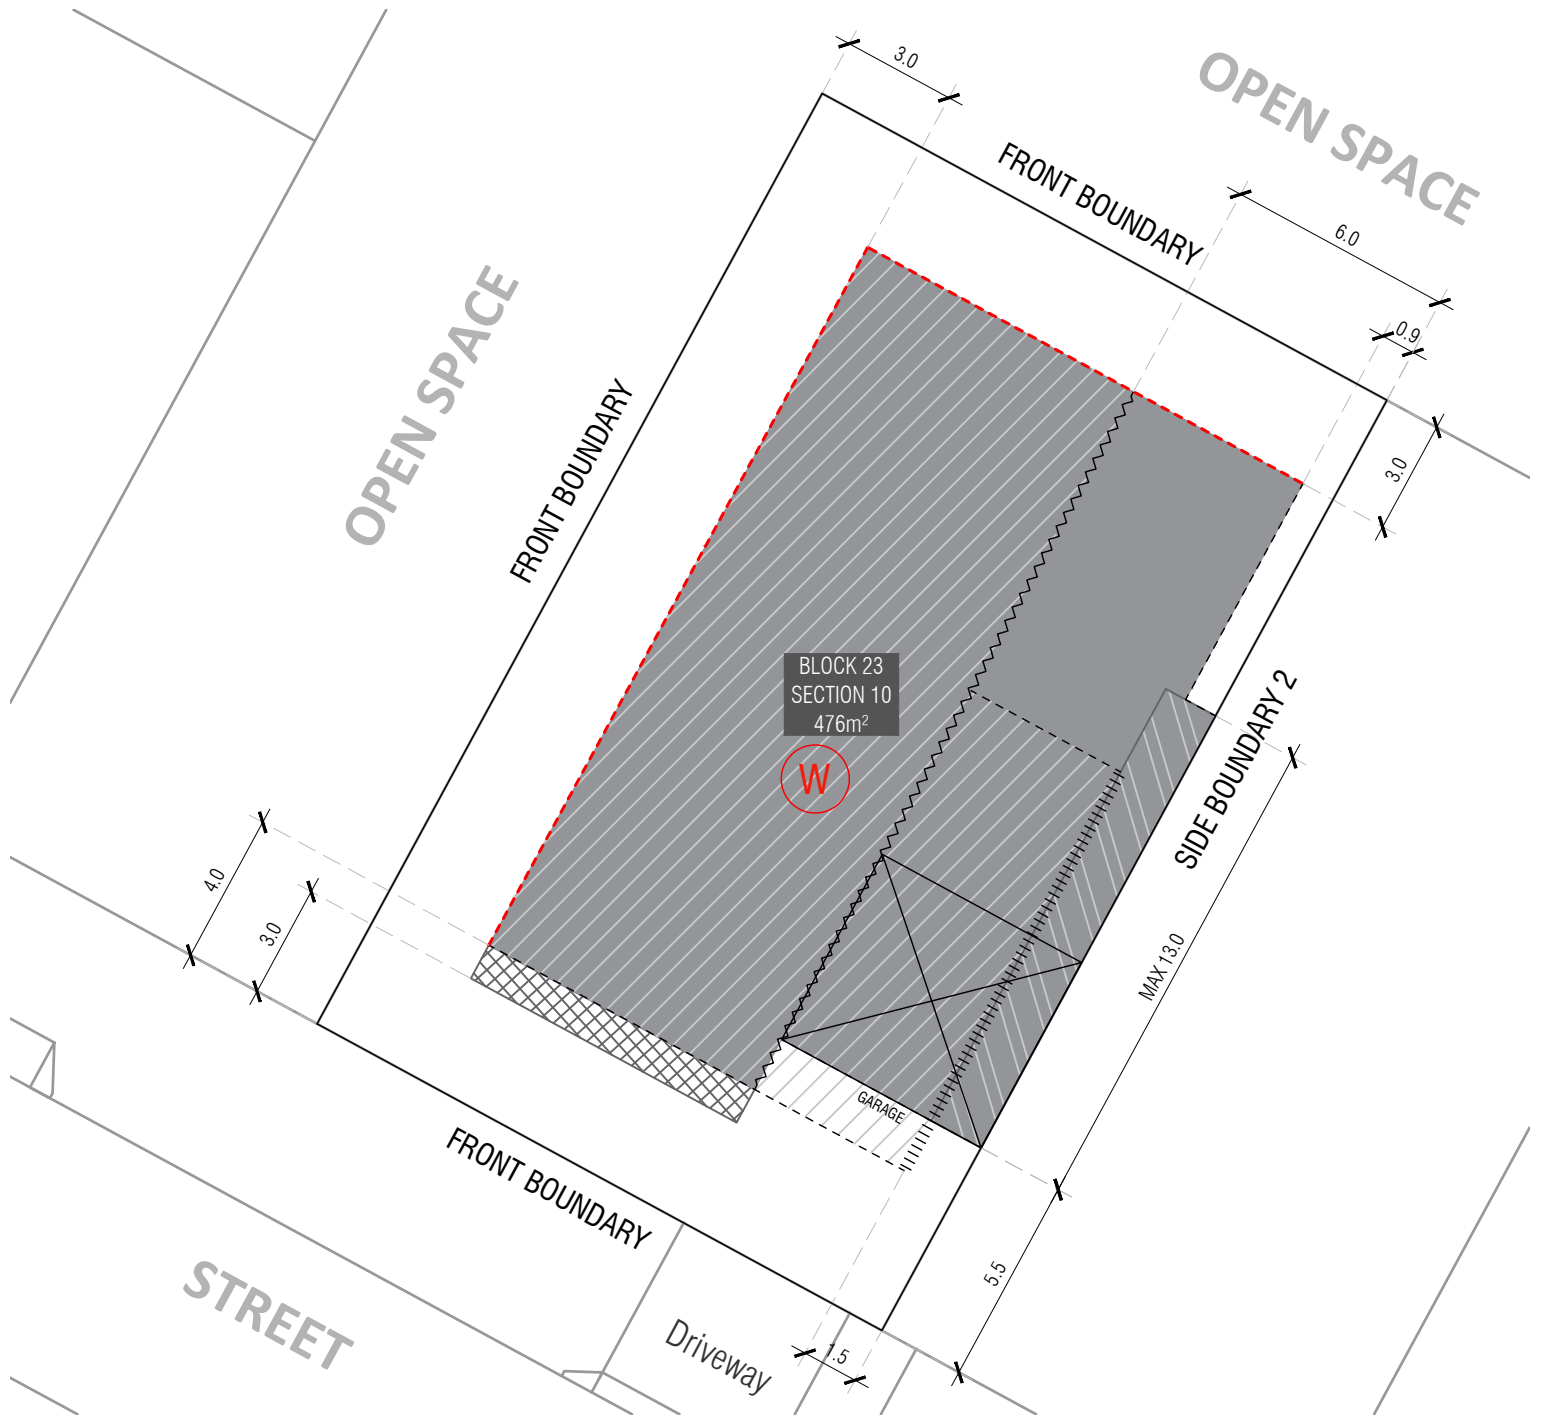 3.0
OPEN SPACE
FRONT BOUNDARY
6.0
0.9
3.0
OPEN SPACE
FRONT BOUNDARY
BLOCK 23
SECTION 10
476m²
W
SIDE BOUNDARY 2
4.0
3.0
MAX 13.0
GARAGE
FRONT BOUNDARY
5.5
STREET
Driveway
1.5